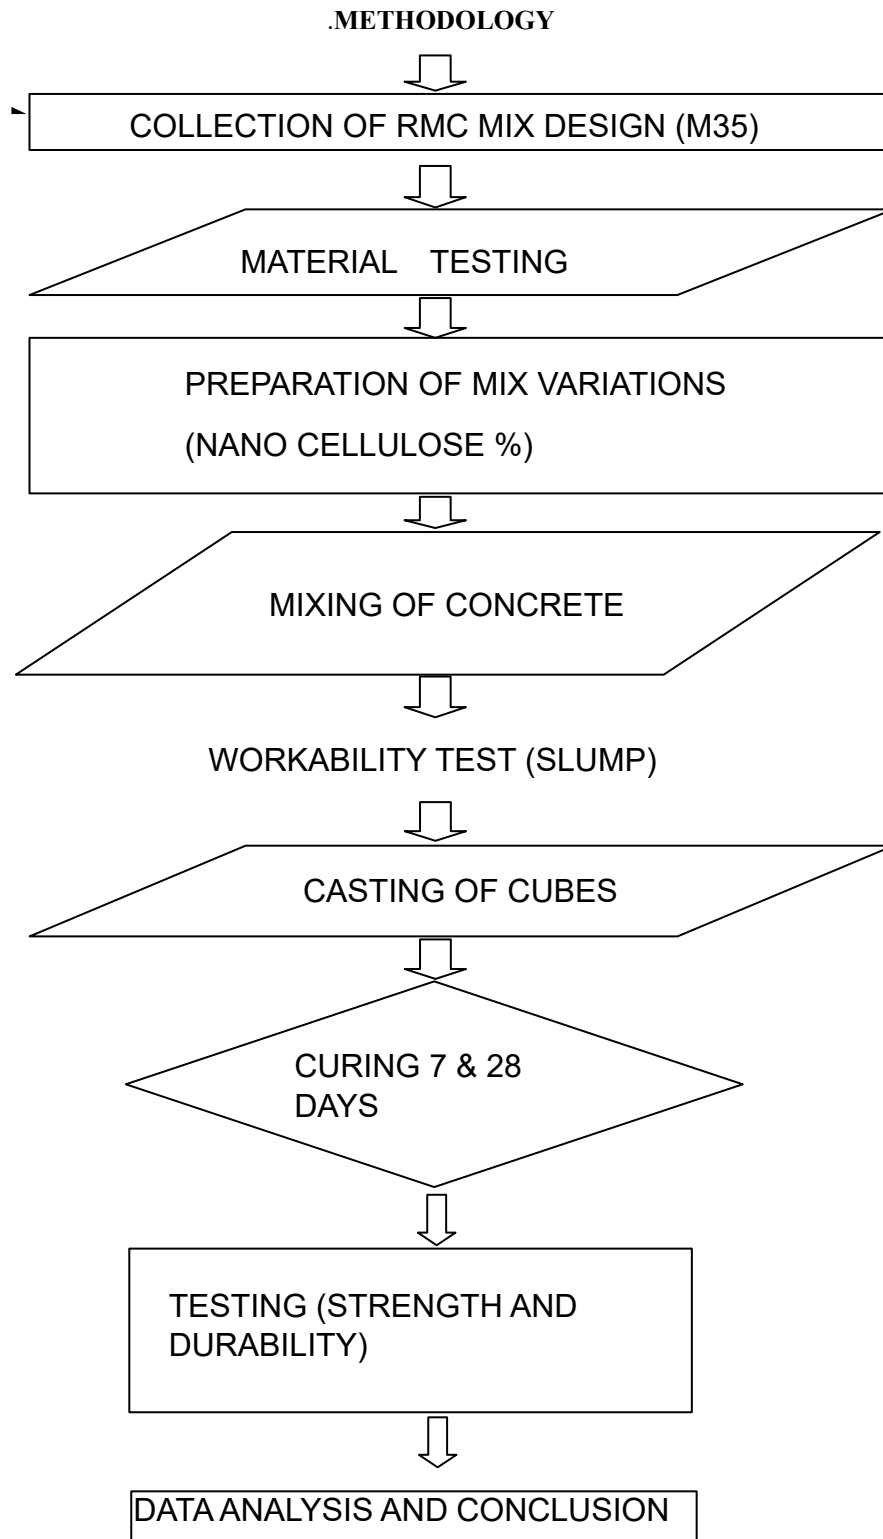 .METHODOLOGY
COLLECTION OF RMC MIX DESIGN (M35)
MATERIAL TESTING
PREPARATION OF MIX VARIATIONS
(NANO CELLULOSE %)
MIXING OF CONCRETE
WORKABILITY TEST (SLUMP)
CASTING OF CUBES
CURING 7 & 28
DAYS
TESTING (STRENGTH AND
DURABILITY)
DATA ANALYSIS AND CONCLUSION